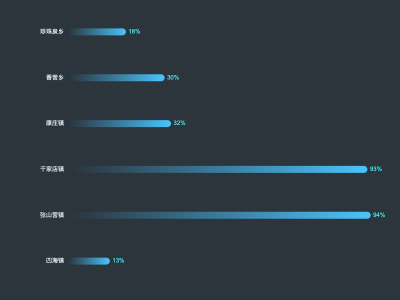 珍珠泉乡 18%
香营乡 30%
康庄镇 32%
千家店镇 93%
张山营镇 94%
四海镇 13%